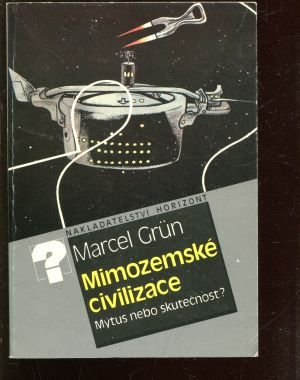 NAKLADATELSTVÍ HORIZONT
?
Marcel Grün
Mimozemské
civilizace
Mýtus nebo skutečnost?